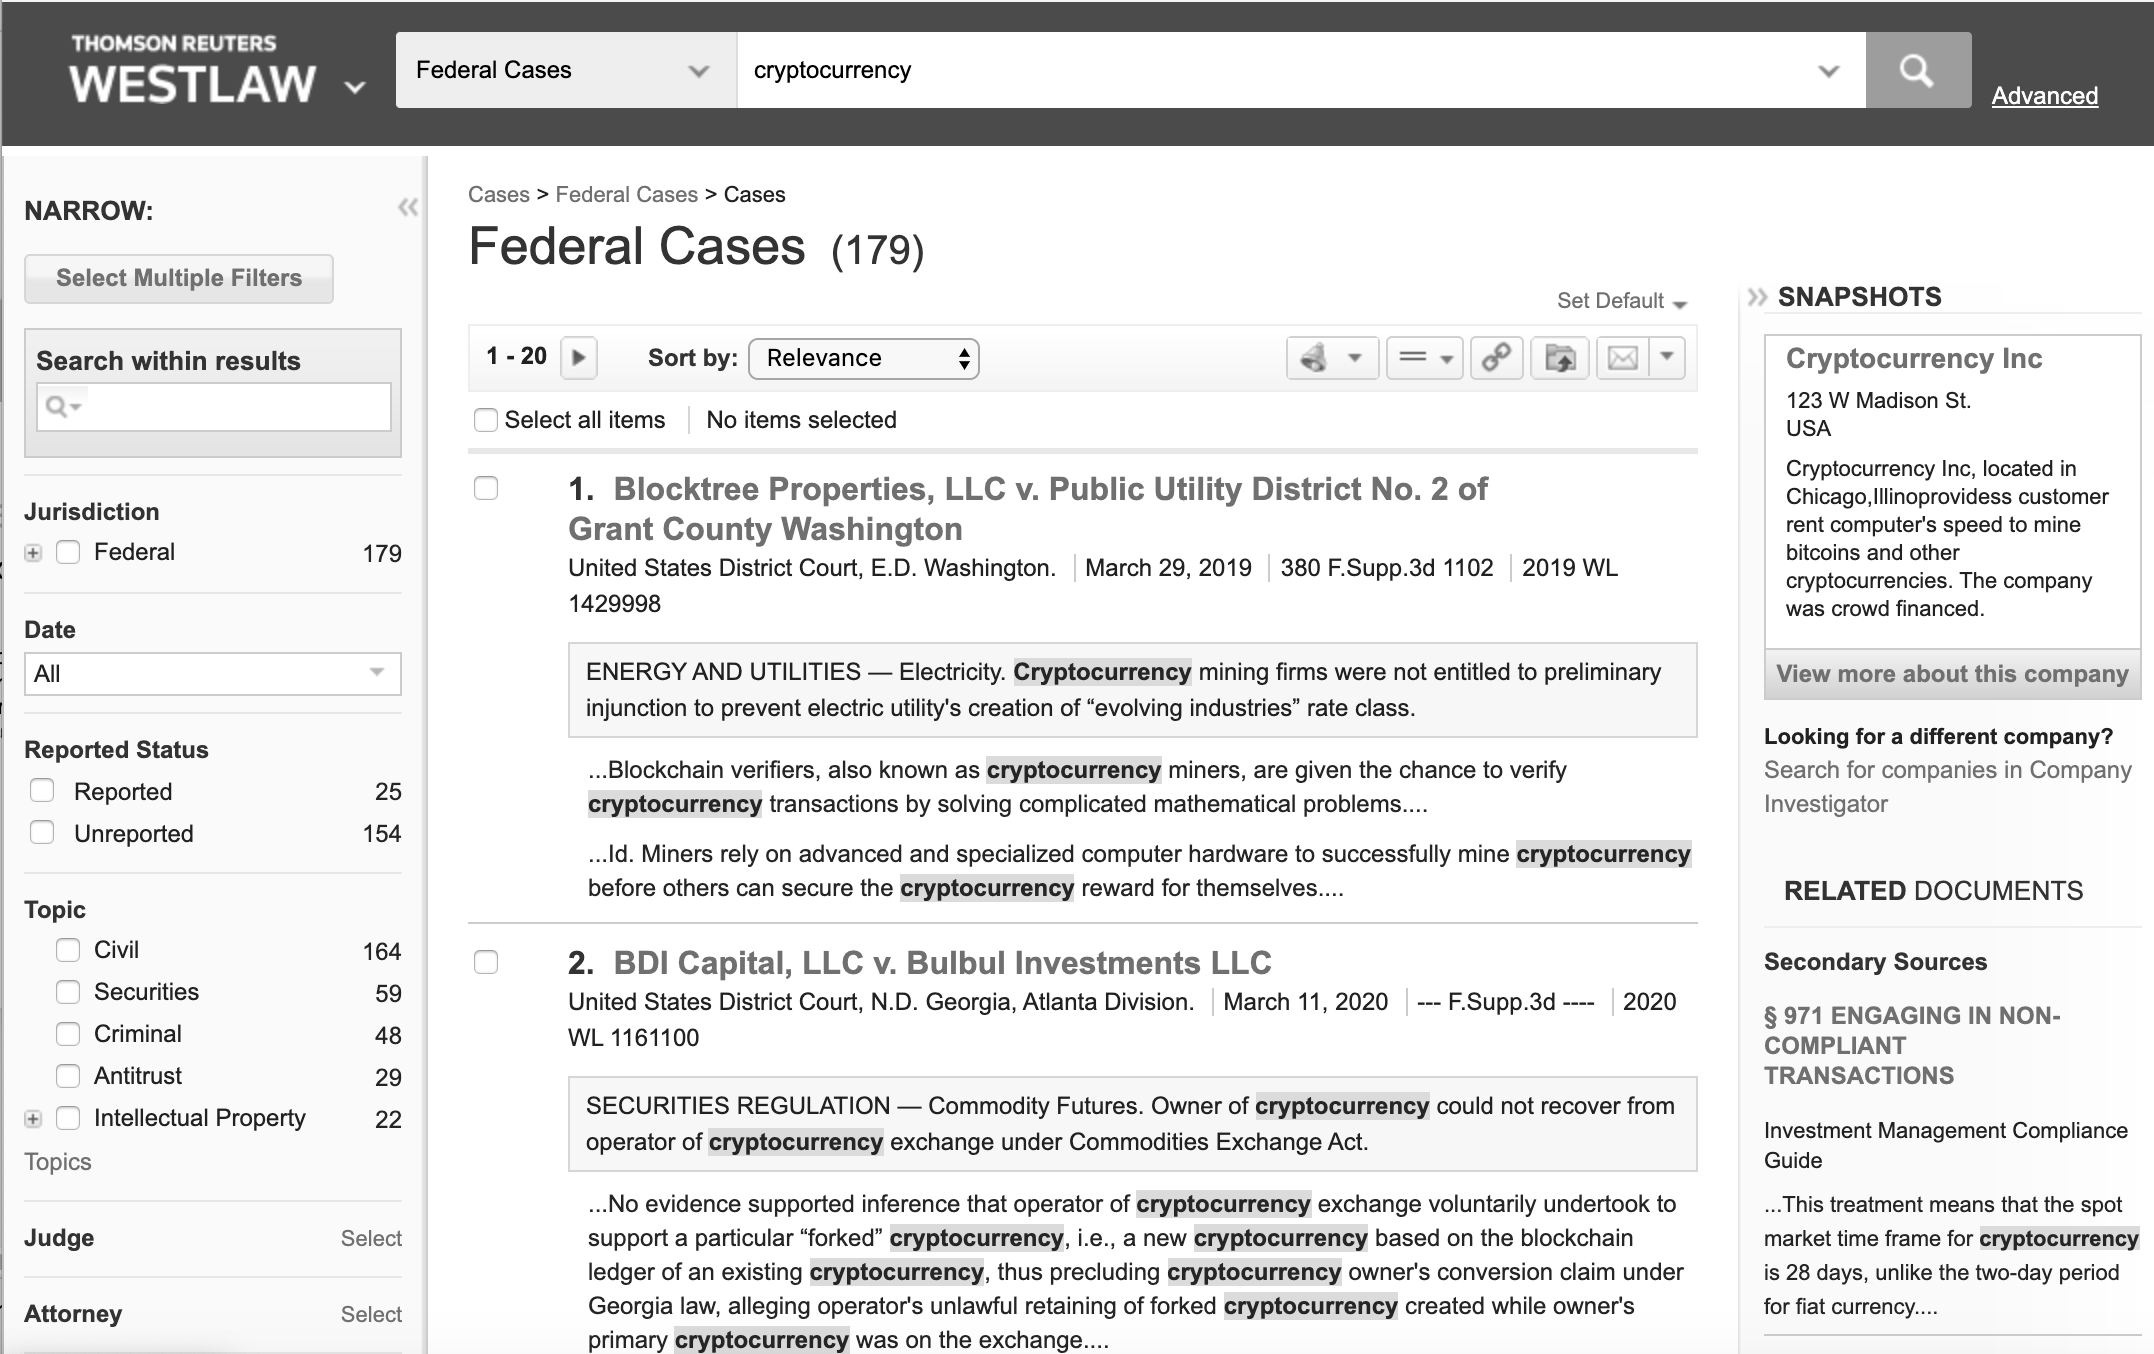 THOMSON REUTERS
WESTLAW
Federal Cases
cryptocurrency
Advanced
NARROW:
Select Multiple Filters
Search within results
Jurisdiction
Federal 179
Date
All
Reported Status
Reported 25
Unreported 154
Topic
Civil 164
Securities 59
Criminal 48
Antitrust 29
Intellectual Property 22
Topics
Judge Select
Attorney Select
Cases > Federal Cases > Cases
Federal Cases (179)
Set Default
1 - 20 Sort by: Relevance
Select all items No items selected
1. Blocktree Properties, LLC v. Public Utility District No. 2 of
Grant County Washington
United States District Court, E.D. Washington. March 29, 2019 380 F.Supp.3d 1102 2019 WL
1429998
ENERGY AND UTILITIES — Electricity. Cryptocurrency mining firms were not entitled to preliminary
injunction to prevent electric utility's creation of “evolving industries” rate class.
...Blockchain verifiers, also known as cryptocurrency miners, are given the chance to verify
cryptocurrency transactions by solving complicated mathematical problems....
...Id. Miners rely on advanced and specialized computer hardware to successfully mine cryptocurrency
before others can secure the cryptocurrency reward for themselves....
2. BDI Capital, LLC v. Bulbul Investments LLC
United States District Court, N.D. Georgia, Atlanta Division. March 11, 2020 --- F.Supp.3d ---- 2020
WL 1161100
SECURITIES REGULATION — Commodity Futures. Owner of cryptocurrency could not recover from
operator of cryptocurrency exchange under Commodities Exchange Act.
...No evidence supported inference that operator of cryptocurrency exchange voluntarily undertook to
support a particular “forked” cryptocurrency, i.e., a new cryptocurrency based on the blockchain
ledger of an existing cryptocurrency, thus precluding cryptocurrency owner's conversion claim under
Georgia law, alleging operator's unlawful retaining of forked cryptocurrency created while owner's
primary cryptocurrency was on the exchange....
SNAPSHOTS
Cryptocurrency Inc
123 W Madison St.
USA
Cryptocurrency Inc, located in
Chicago,Illinoprovidess customer
rent computer's speed to mine
bitcoins and other
cryptocurrencies. The company
was crowd financed.
View more about this company
Looking for a different company?
Search for companies in Company
Investigator
RELATED DOCUMENTS
Secondary Sources
§ 971 ENGAGING IN NON-
COMPLIANT
TRANSACTIONS
Investment Management Compliance
Guide
...This treatment means that the spot
market time frame for cryptocurrency
is 28 days, unlike the two-day period
for fiat currency....